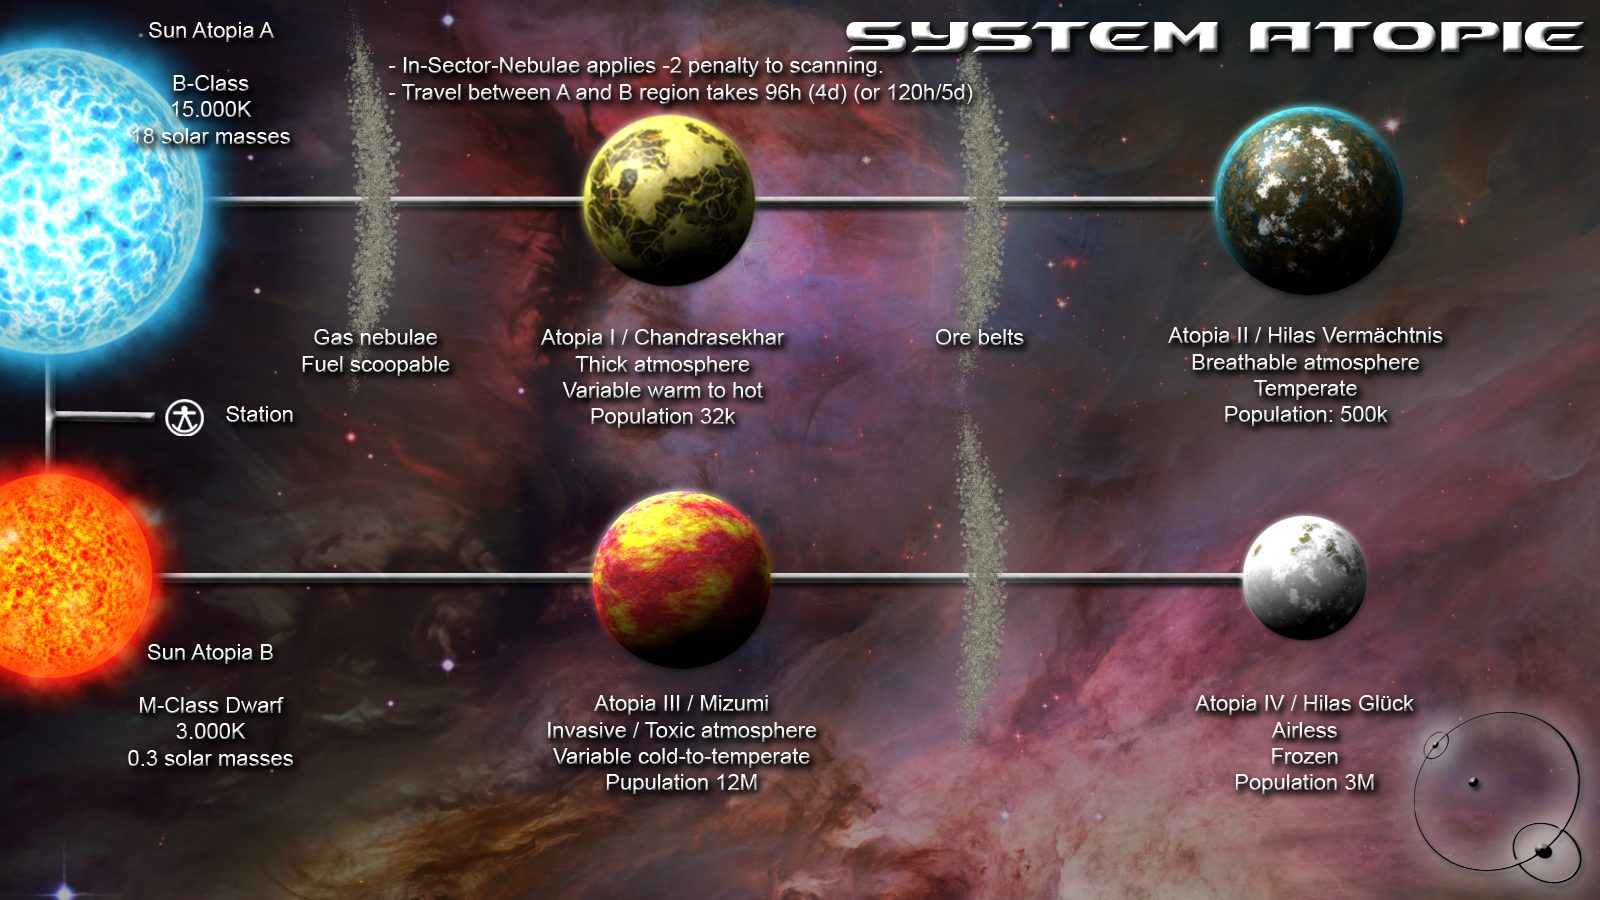 SYSTEM ATOPIE
Sun Atopia A
B-Class
15.000K
18 solar masses
- In-Sector-Nebulae applies -2 penalty to scanning.
- Travel between A and B region takes 96h (4d) (or 120h/5d)
Gas nebulae
Fuel scoopable
Atopia I / Chandrasekhar
Thick atmosphere
Variable warm to hot
Population 32k
Ore belts
Atopia II / Hilas Vermächtnis
Breathable atmosphere
Temperate
Population: 500k
Station
Sun Atopia B
M-Class Dwarf
3.000K
0.3 solar masses
Atopia III / Mizumi
Invasive / Toxic atmosphere
Variable cold-to-temperate
Pupulation 12M
Atopia IV / Hilas Glück
Airless
Frozen
Population 3M